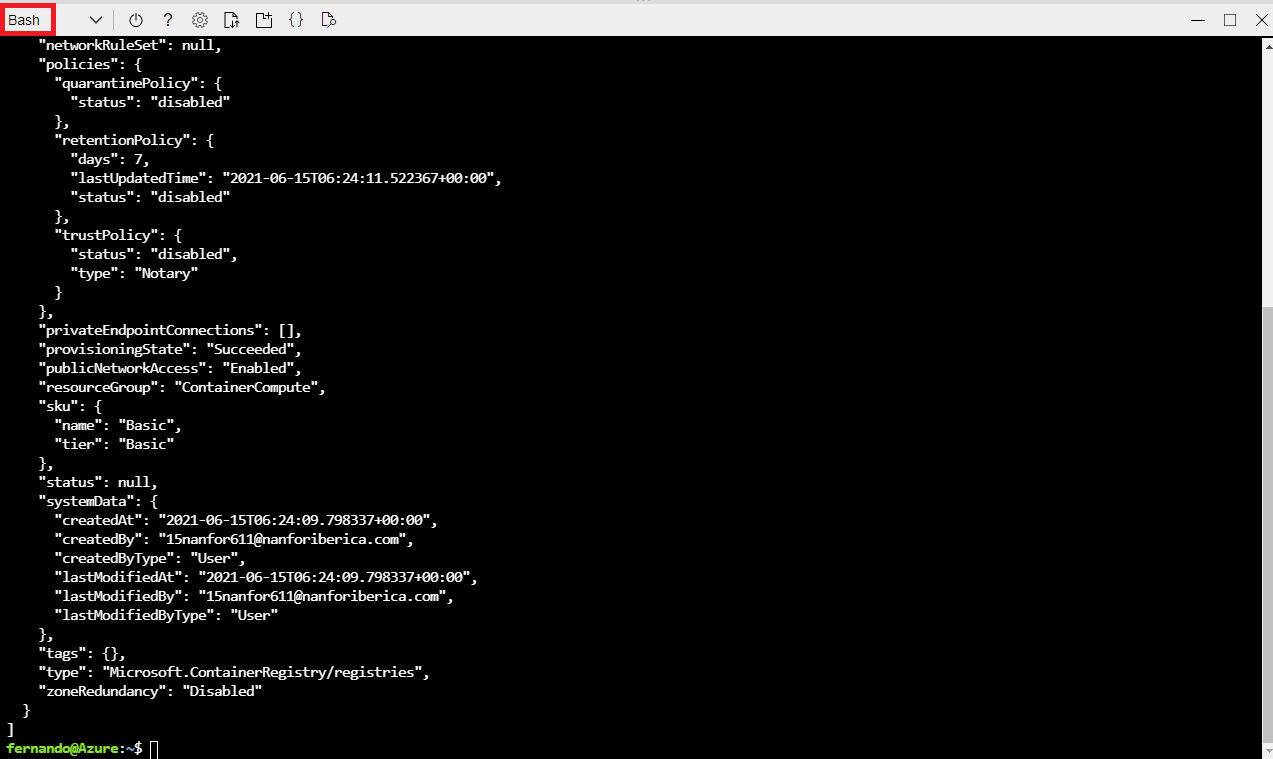 Bash
?
{}
    "networkRuleSet": null,
    "policies": {
      "quarantinePolicy": {
        "status": "disabled"
      },
      "retentionPolicy": {
        "days": 7,
        "lastUpdatedTime": "2021-06-15T06:24:11.522367+00:00",
        "status": "disabled"
      },
      "trustPolicy": {
        "status": "disabled",
        "type": "Notary"
      }
    },
    "privateEndpointConnections": [],
    "provisioningState": "Succeeded",
    "publicNetworkAccess": "Enabled",
    "resourceGroup": "ContainerCompute",
    "sku": {
      "name": "Basic",
      "tier": "Basic"
    },
    "status": null,
    "systemData": {
      "createdAt": "2021-06-15T06:24:09.798337+00:00",
      "createdBy": "15nanfor611@nanforiberica.com",
      "createdByType": "User",
      "lastModifiedAt": "2021-06-15T06:24:09.798337+00:00",
      "lastModifiedBy": "15nanfor611@nanforiberica.com",
      "lastModifiedByType": "User"
    },
    "tags": {},
    "type": "Microsoft.ContainerRegistry/registries",
    "zoneRedundancy": "Disabled"
  }
]
fernando@Azure:~$